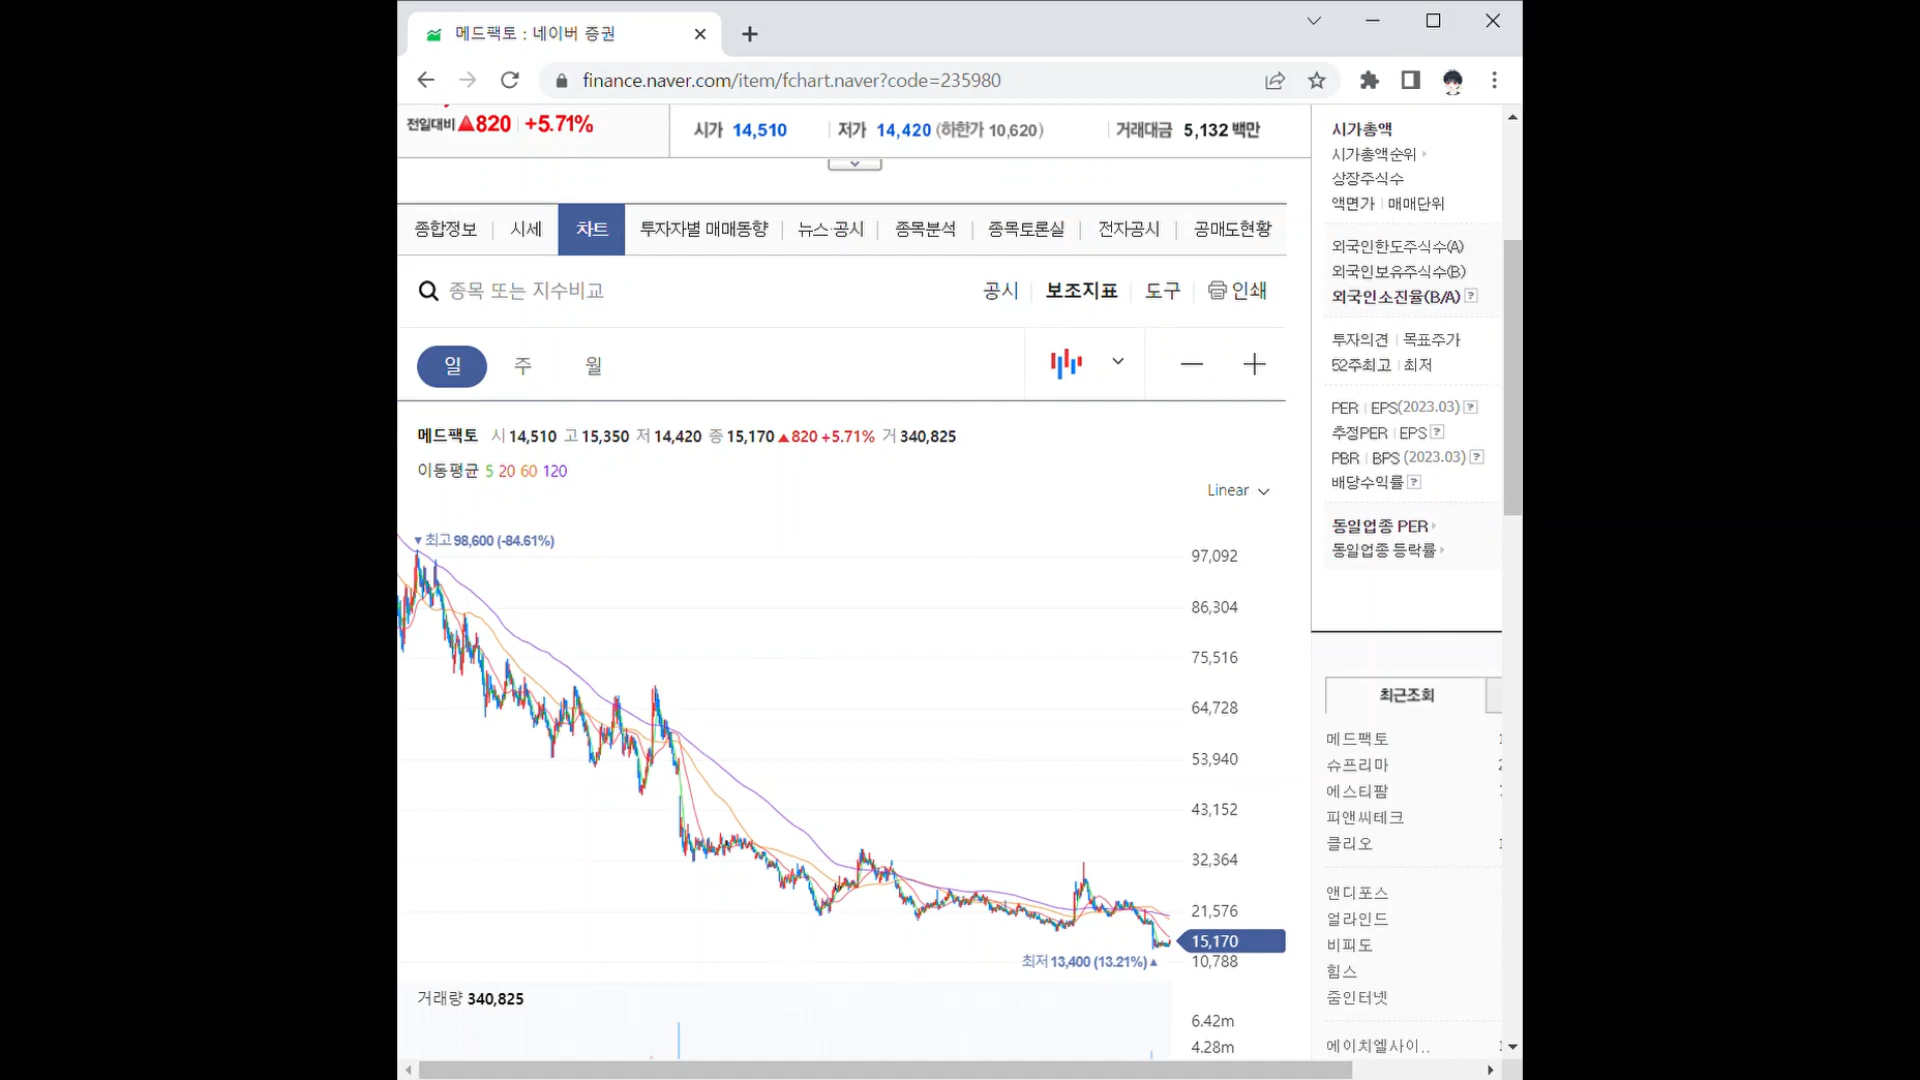 메드팩토 : 네이버 증권
finance.naver.com/item/fchart.naver?code=235980
전일대비 ▲820 +5.71%
시가 14,510 저가 14,420 (하한가 10,620) 거래대금 5,132 백만
종합정보 시세 차트 투자자별 매매동향 뉴스·공시 종목분석 종목토론실 전자공시 공매도현황
종목 또는 지수비교 공시 보조지표 도구 인쇄
일 주 월
메드팩토 시 14,510 고 15,350 저 14,420 종 15,170 ▲820 +5.71% 거 340,825
이동평균 5 20 60 120
Linear
▼최고 98,600 (-84.61%)
97,092
86,304
75,516
64,728
53,940
43,152
32,364
21,576
15,170
최저 13,400 (13.21%) ▲
10,788
거래량 340,825
6.42m
4.28m
시가총액
시가총액순위
상장주식수
액면가 매매단위
외국인한도주식수(A)
외국인보유주식수(B)
외국인소진율(B/A) ?
투자의견 목표주가
52주최고 최저
PER EPS(2023.03) ?
추정PER EPS ?
PBR BPS (2023.03) ?
배당수익률 ?
동일업종 PER
동일업종 등락률
최근조회
메드팩토
슈프리마
에스티팜
피앤씨테크
클리오
앤디포스
얼라인드
비피도
힘스
줌인터넷
에이치엘사이..